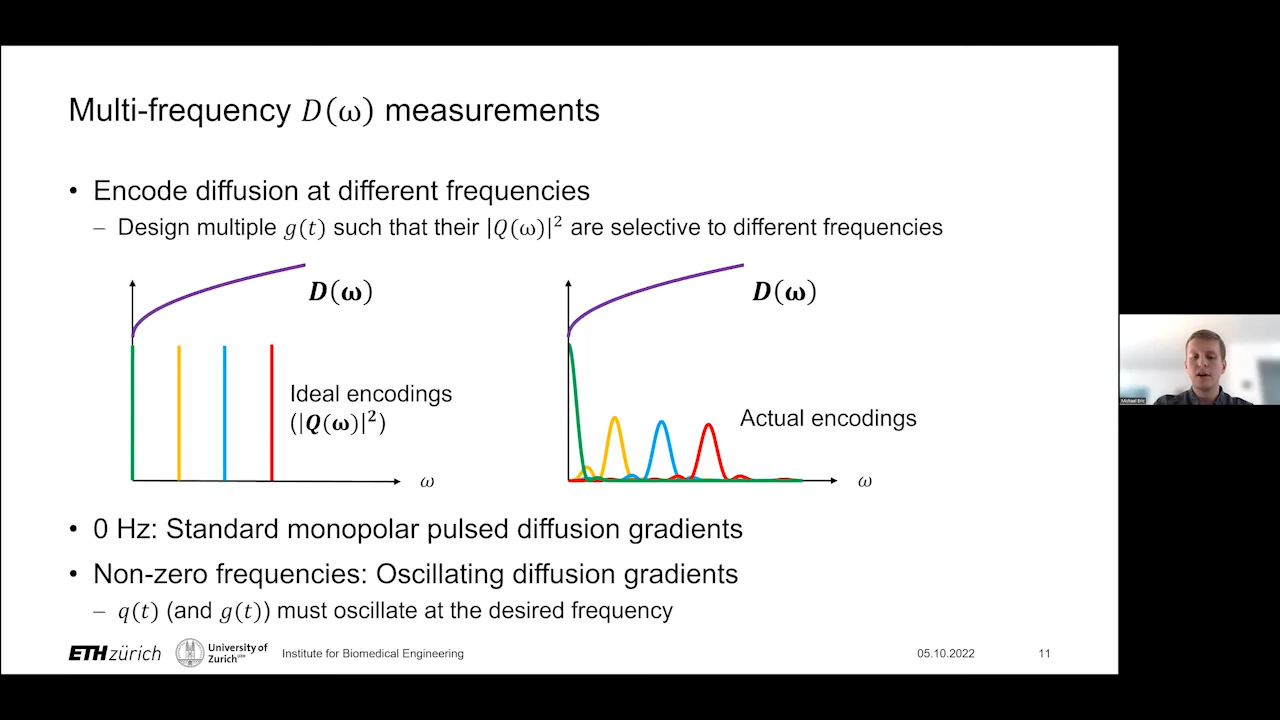 Multi-frequency D(ω) measurements
• Encode diffusion at different frequencies
– Design multiple g(t) such that their |Q(ω)|² are selective to different frequencies
D(ω)
D(ω)
Ideal encodings
(|Q(ω)|²)
Actual encodings
ω
ω
• 0 Hz: Standard monopolar pulsed diffusion gradients
• Non-zero frequencies: Oscillating diffusion gradients
– q(t) (and g(t)) must oscillate at the desired frequency
ETH zürich
University of
Zurich
Institute for Biomedical Engineering
05.10.2022
11
Michael Eric